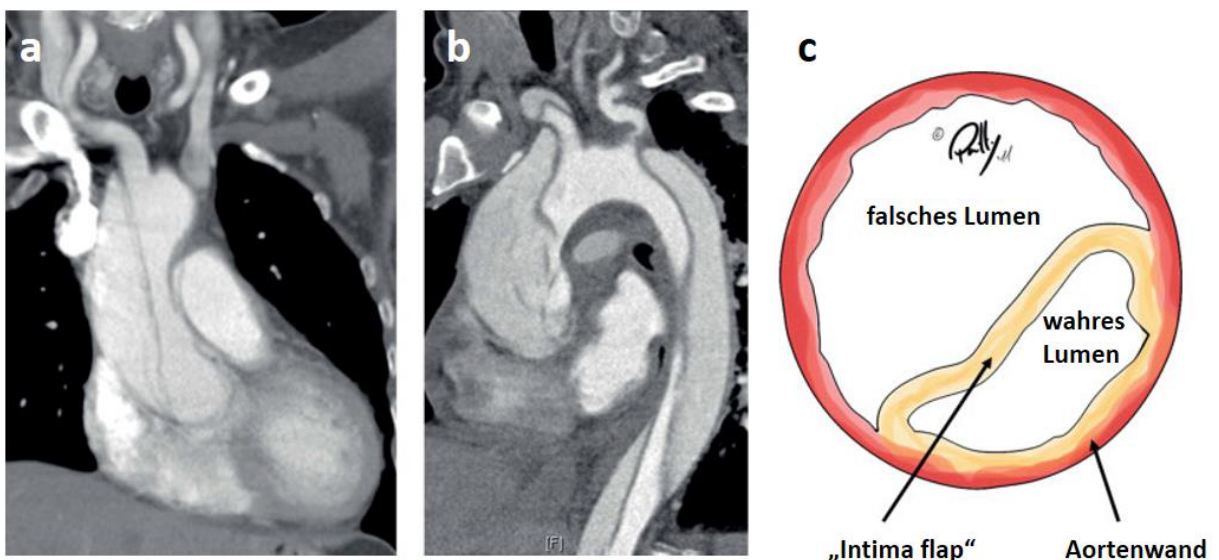 a
b
c
©
falsches Lumen
wahres
Lumen
[F]
„Intima flap“
Aortenwand